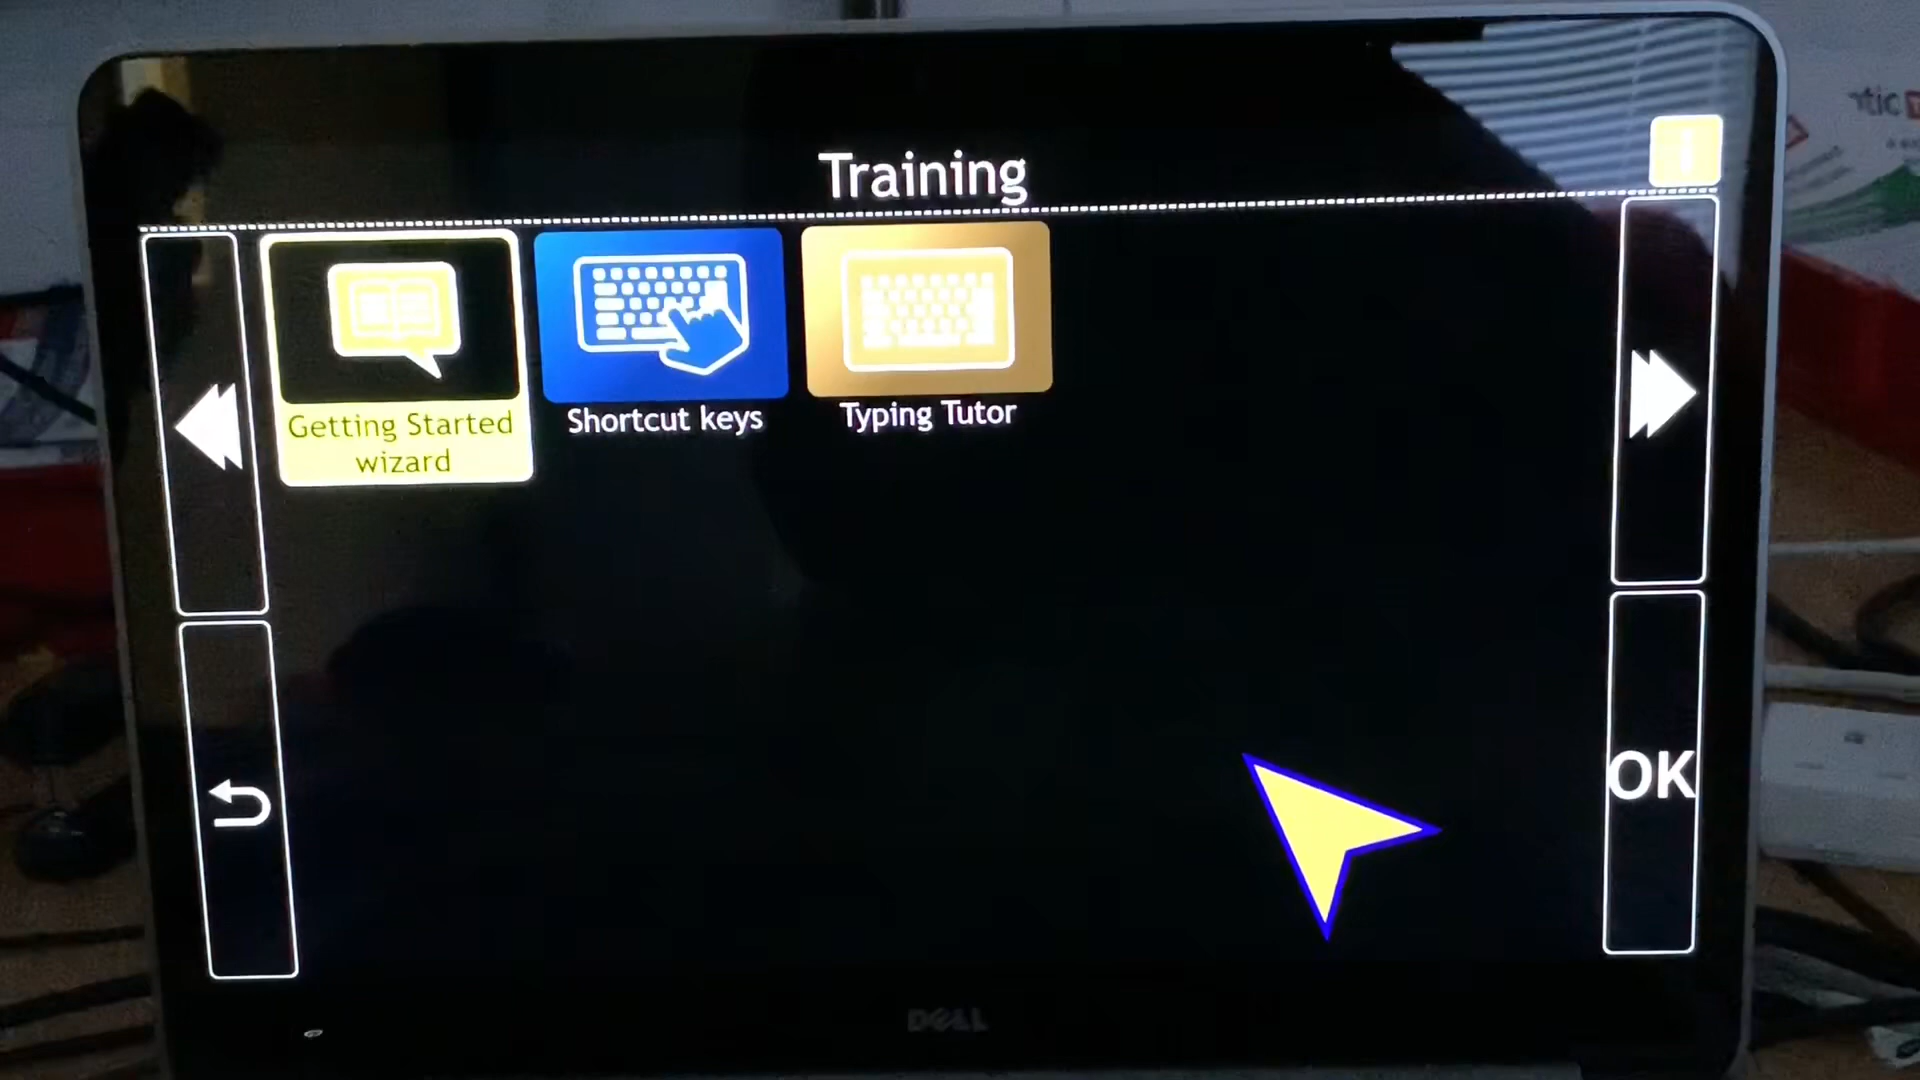 Training
Getting Started
wizard
Shortcut keys
Typing Tutor
OK
DELL